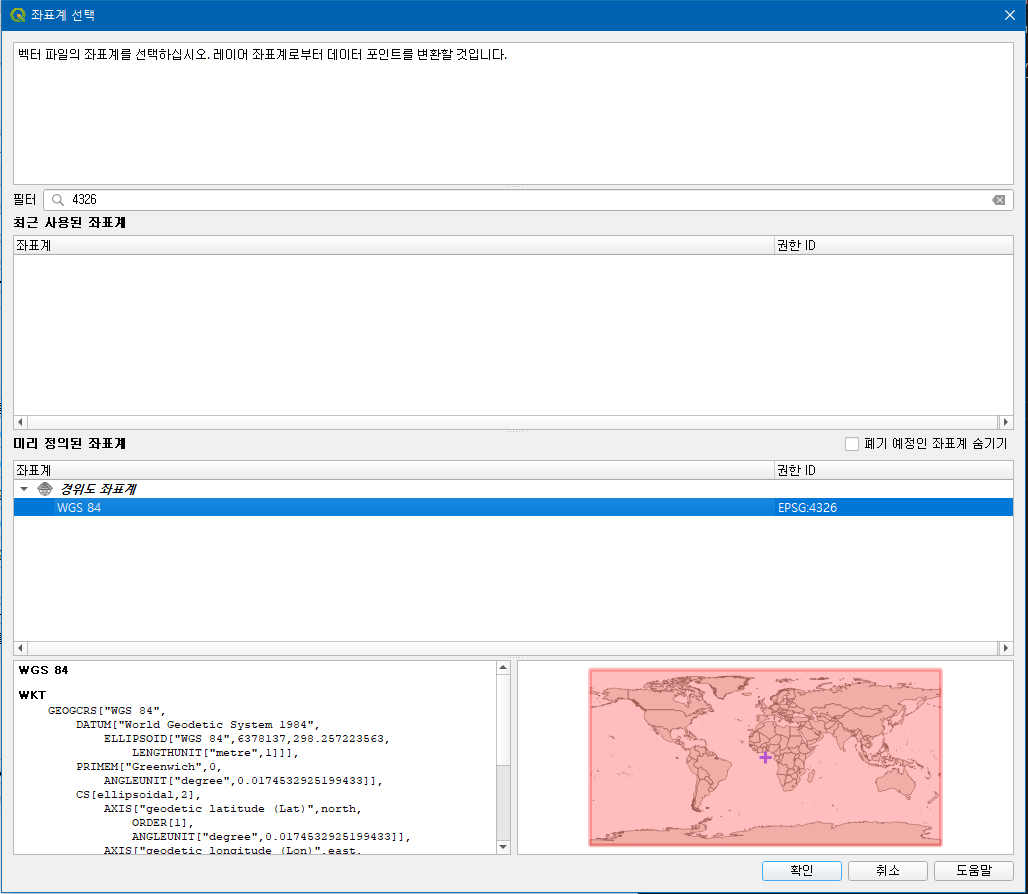 좌표계 선택
벡터 파일의 좌표계를 선택하십시오. 레이어 좌표계로부터 데이터 포인트를 변환할 것입니다.
필터 4326
최근 사용된 좌표계
좌표계 권한 ID
미리 정의된 좌표계 폐기 예정인 좌표계 숨기기
좌표계 권한 ID
경위도 좌표계
WGS 84 EPSG:4326
WGS 84
WKT
GEOGCRS["WGS 84",
DATUM["World Geodetic System 1984",
ELLIPSOID["WGS 84",6378137,298.257223563,
LENGTHUNIT["metre",1]]],
PRIMEM["Greenwich",0,
ANGLEUNIT["degree",0.0174532925199433]],
CS[ellipsoidal,2],
AXIS["geodetic latitude (Lat)",north,
ORDER[1],
ANGLEUNIT["degree",0.0174532925199433]],
AXIS["geodetic longitude (Lon)",east,
확인 취소 도움말